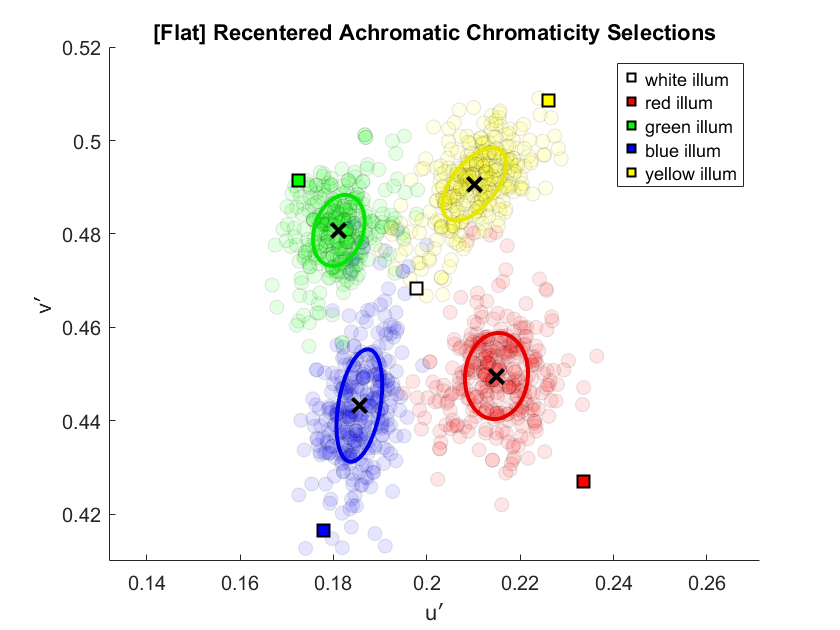 [Flat] Recentered Achromatic Chromaticity Selections
0.52
0.5
0.48
0.46
0.44
0.42
v′
0.14 0.16 0.18 0.2 0.22 0.24 0.26
u′
white illum
red illum
green illum
blue illum
yellow illum